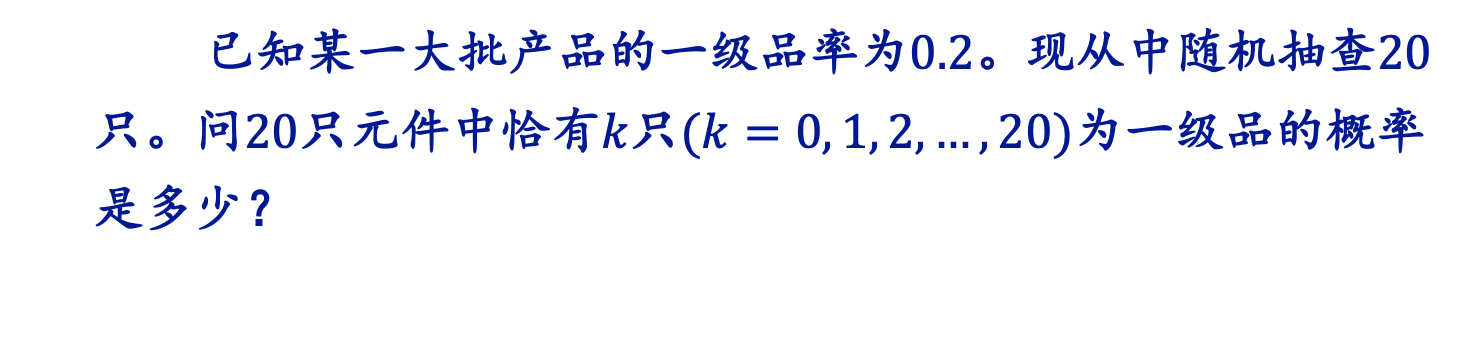 已知某一大批产品的一级品率为0.2。现从中随机抽查20
只。问20只元件中恰有k只(k = 0, 1, 2, … , 20)为一级品的概率
是多少？